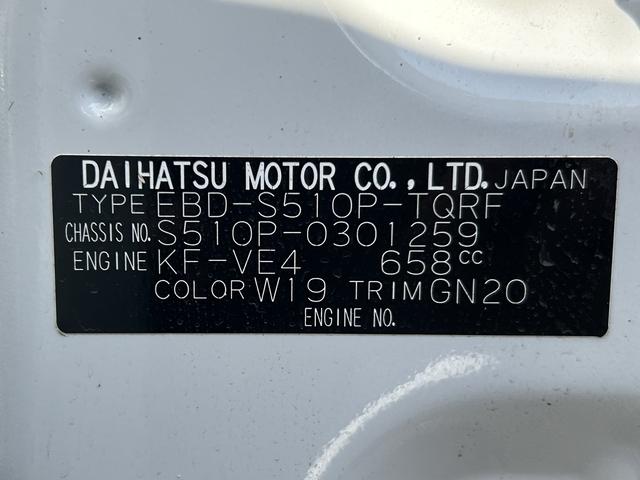 DAIHATSU MOTOR CO.,LTD. JAPAN
TYPE EBD-S510P-TQRF
CHASSIS NO. S510P-0301259
ENGINE KF-VE4 658cc
COLOR W19 TRIM GN20
ENGINE NO.